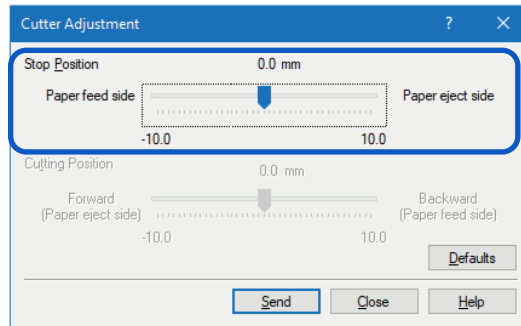 Cutter Adjustment ? ×
Stop Position 0.0 mm
Paper feed side Paper eject side
-10.0 10.0
Cutting Position 0.0 mm
Forward Backward
(Paper eject side) (Paper feed side)
-10.0 10.0
Defaults
Send Close Help